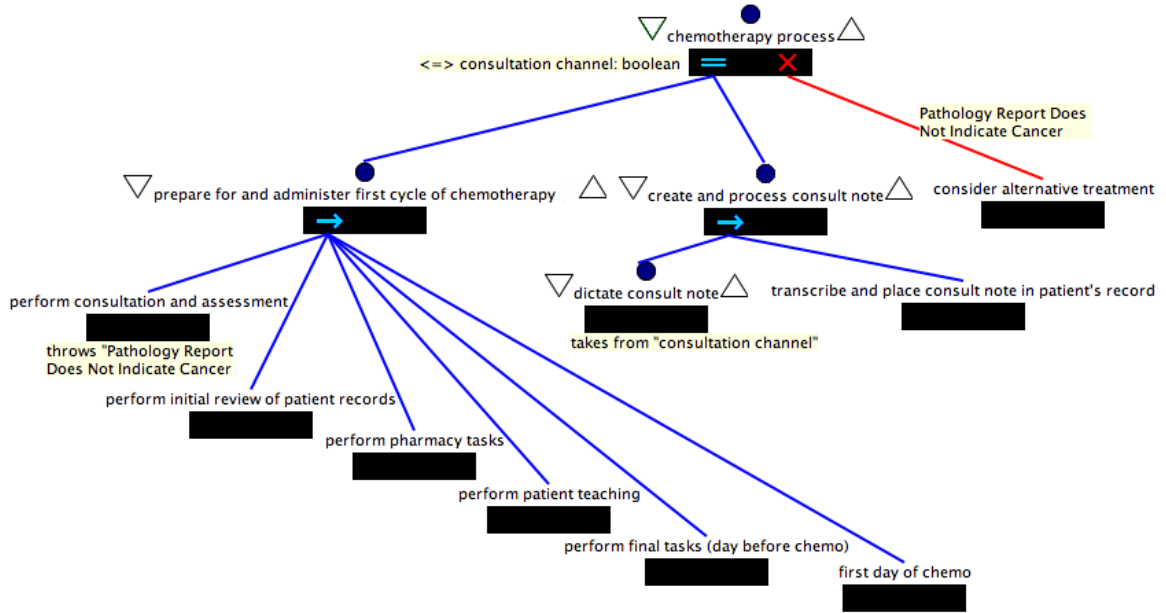 chemotherapy process
<=> consultation channel: boolean
Pathology Report Does
Not Indicate Cancer
prepare for and administer first cycle of chemotherapy
create and process consult note
consider alternative treatment
perform consultation and assessment
throws "Pathology Report
Does Not Indicate Cancer
dictate consult note
takes from "consultation channel"
transcribe and place consult note in patient's record
perform initial review of patient records
perform pharmacy tasks
perform patient teaching
perform final tasks (day before chemo)
first day of chemo